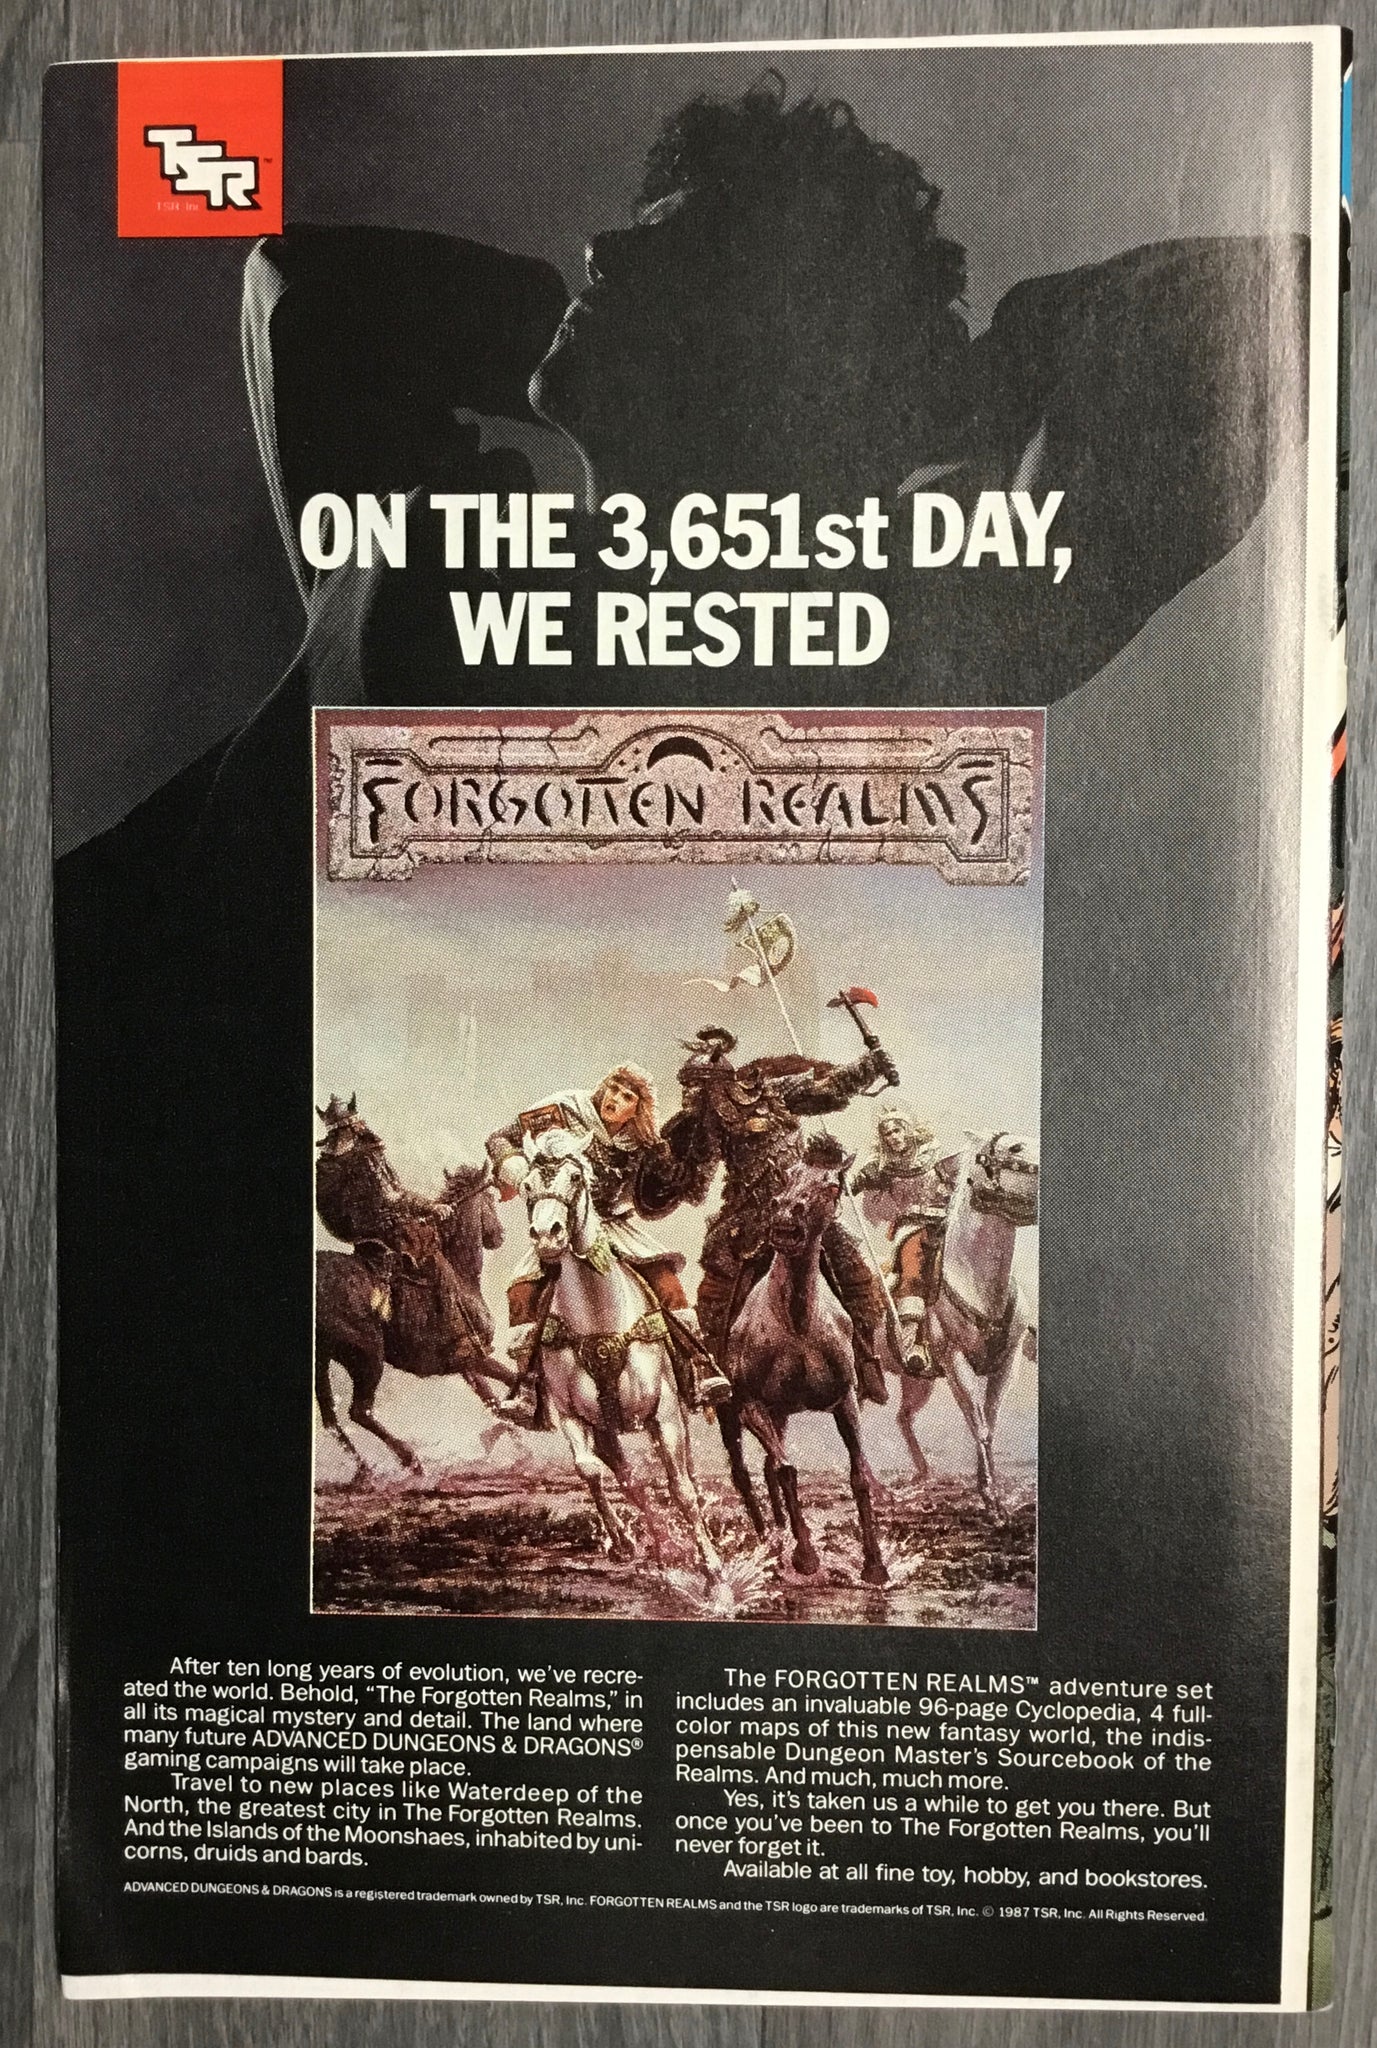 TSR™
TSR Inc
ON THE 3,651st DAY,
WE RESTED
FORGOTTEN REALMS
After ten long years of evolution, we've recre-
ated the world. Behold, "The Forgotten Realms," in
all its magical mystery and detail. The land where
many future ADVANCED DUNGEONS & DRAGONS®
gaming campaigns will take place.
Travel to new places like Waterdeep of the
North, the greatest city in The Forgotten Realms.
And the Islands of the Moonshaes, inhabited by uni-
corns, druids and bards.
The FORGOTTEN REALMS™ adventure set
includes an invaluable 96-page Cyclopedia, 4 full-
color maps of this new fantasy world, the indis-
pensable Dungeon Master's Sourcebook of the
Realms. And much, much more.
Yes, it's taken us a while to get you there. But
once you've been to The Forgotten Realms, you'll
never forget it.
Available at all fine toy, hobby, and bookstores.
ADVANCED DUNGEONS & DRAGONS is a registered trademark owned by TSR, Inc. FORGOTTEN REALMS and the TSR logo are trademarks of TSR, Inc. © 1987 TSR, Inc. All Rights Reserved.